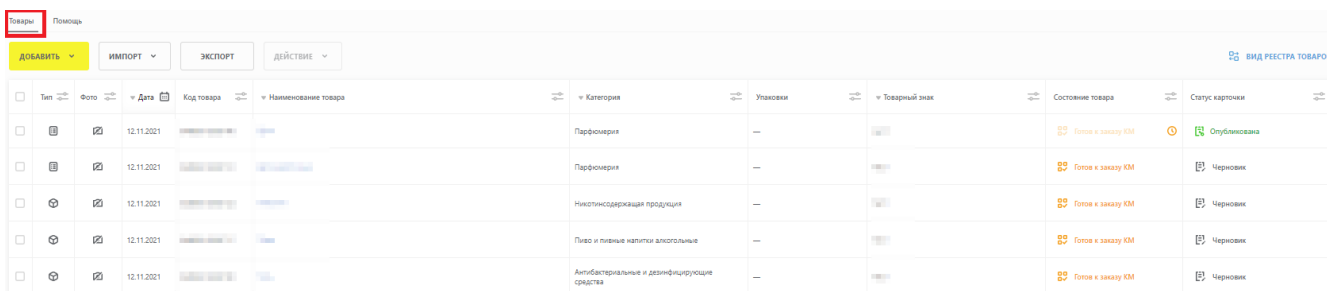 Товары Помощь
ДОБАВИТЬ ИМПОРТ ЭКСПОРТ ДЕЙСТВИЕ ВИД РЕЕСТРА ТОВАРО
Тип Фото Дата Код товара Наименование товара Категория Упаковки Товарный знак Состояние товара Статус карточки
12.11.2021 Парфюмерия — Готов к заказу КМ Опубликована
12.11.2021 Парфюмерия — Готов к заказу КМ Черновик
12.11.2021 Никотинсодержащая продукция — Готов к заказу КМ Черновик
12.11.2021 Пиво и пивные напитки алкогольные — Готов к заказу КМ Черновик
12.11.2021 Антибактериальные и дезинфицирующие средства — Готов к заказу КМ Черновик